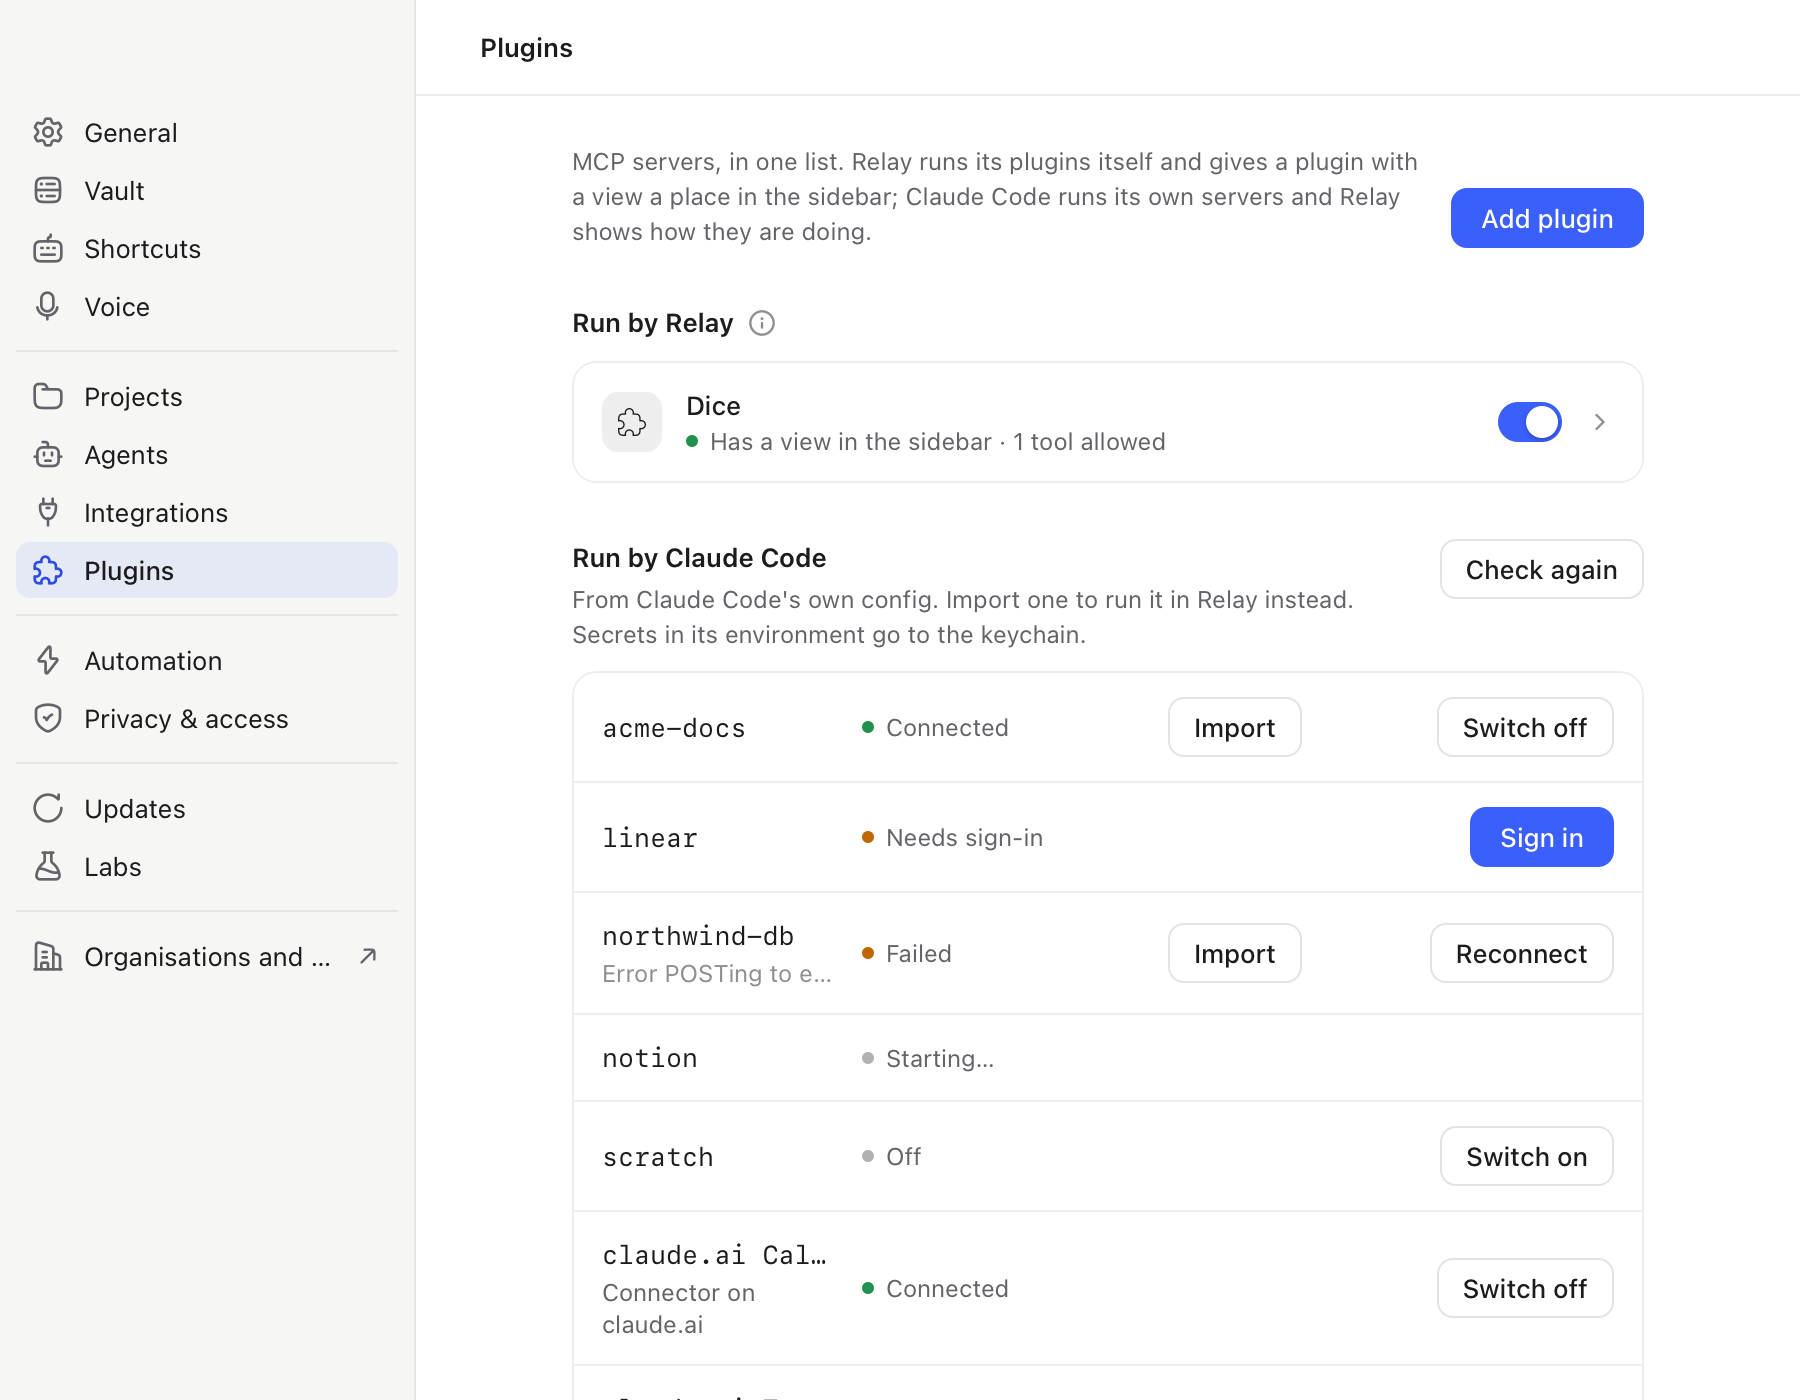 Plugins
General
Vault
Shortcuts
Voice
Projects
Agents
Integrations
Plugins
Automation
Privacy & access
Updates
Labs
Organisations and ...
MCP servers, in one list. Relay runs its plugins itself and gives a plugin with
a view a place in the sidebar; Claude Code runs its own servers and Relay
shows how they are doing.
Add plugin
Run by Relay
Dice
Has a view in the sidebar · 1 tool allowed
Run by Claude Code
From Claude Code's own config. Import one to run it in Relay instead.
Secrets in its environment go to the keychain.
Check again
acme-docs
Connected
Import
Switch off
linear
Needs sign-in
Sign in
northwind-db
Error POSTing to e...
Failed
Import
Reconnect
notion
Starting...
scratch
Off
Switch on
claude.ai Cal...
Connector on
claude.ai
Connected
Switch off